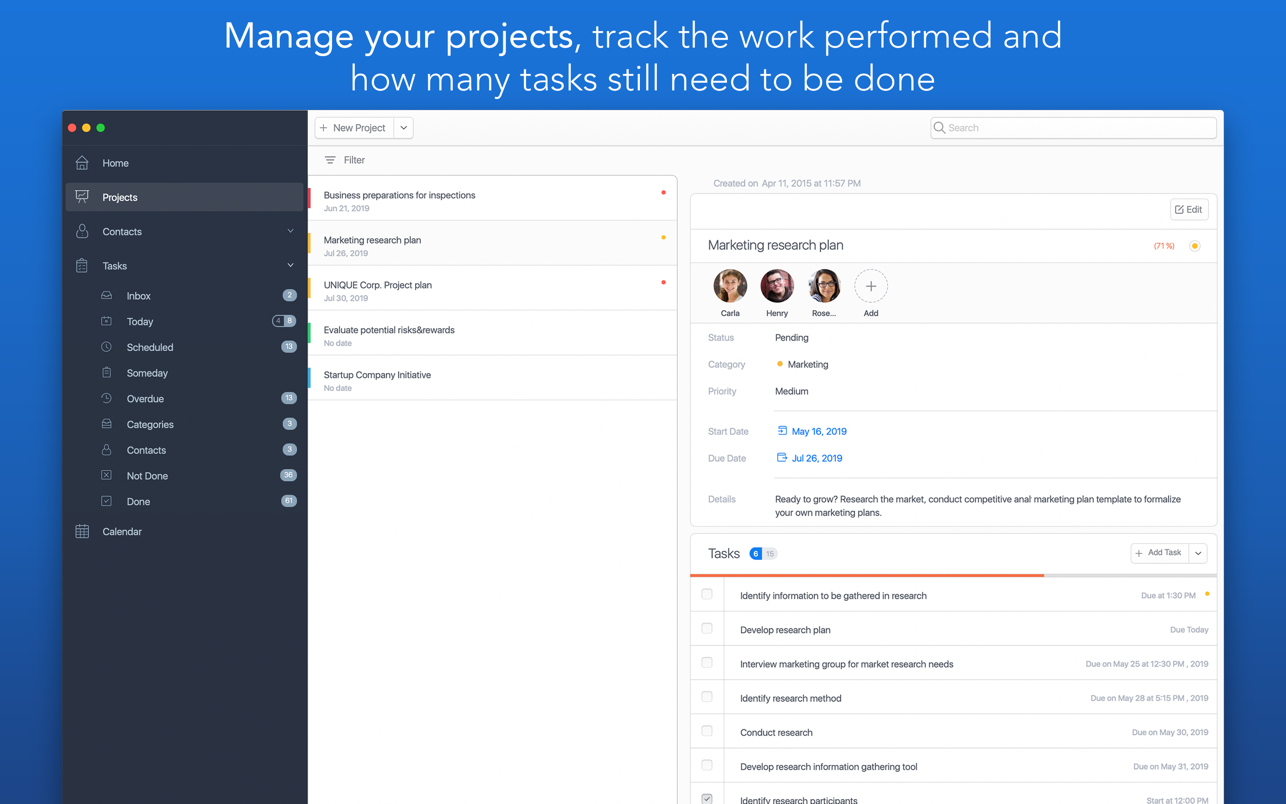 Manage your projects, track the work performed and
how many tasks still need to be done
Home
Projects
Contacts
Tasks
Inbox 2
Today 4 8
Scheduled 13
Someday
Overdue 13
Categories 3
Contacts 3
Not Done 36
Done 61
Calendar
+ New Project
Search
Filter
Business preparations for inspections
Jun 21, 2019
Marketing research plan
Jul 26, 2019
UNIQUE Corp. Project plan
Jul 30, 2019
Evaluate potential risks&rewards
No date
Startup Company Initiative
No date
Created on Apr 11, 2015 at 11:57 PM
Edit
Marketing research plan (71 %)
Carla Henry Rose... Add
Status Pending
Category Marketing
Priority Medium
Start Date May 16, 2019
Due Date Jul 26, 2019
Details Ready to grow? Research the market, conduct competitive anal marketing plan template to formalize
your own marketing plans.
Tasks 6 15
+ Add Task
Identify information to be gathered in research Due at 1:30 PM
Develop research plan Due Today
Interview marketing group for market research needs Due on May 25 at 12:30 PM , 2019
Identify research method Due on May 28 at 5:15 PM , 2019
Conduct research Due on May 30, 2019
Develop research information gathering tool Due on May 31, 2019
Identify research participants Start at 12:00 PM